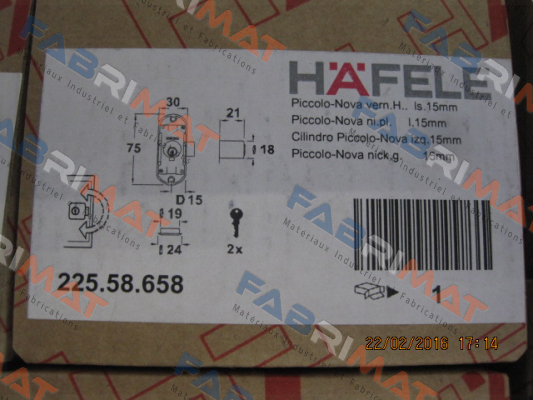 HÄFELE
Piccolo-Nova vern.H.. ls.15mm
Piccolo-Nova ni.pl. l.15mm
Cilindro Piccolo-Nova izq.15mm
Piccolo-Nova nick.g. 15mm
30
21
75
18
D 15
19
24
2x
225.58.658
1
22/02/2016 17:14
FABRIMAT
Materiaux Industriel et Fabrications